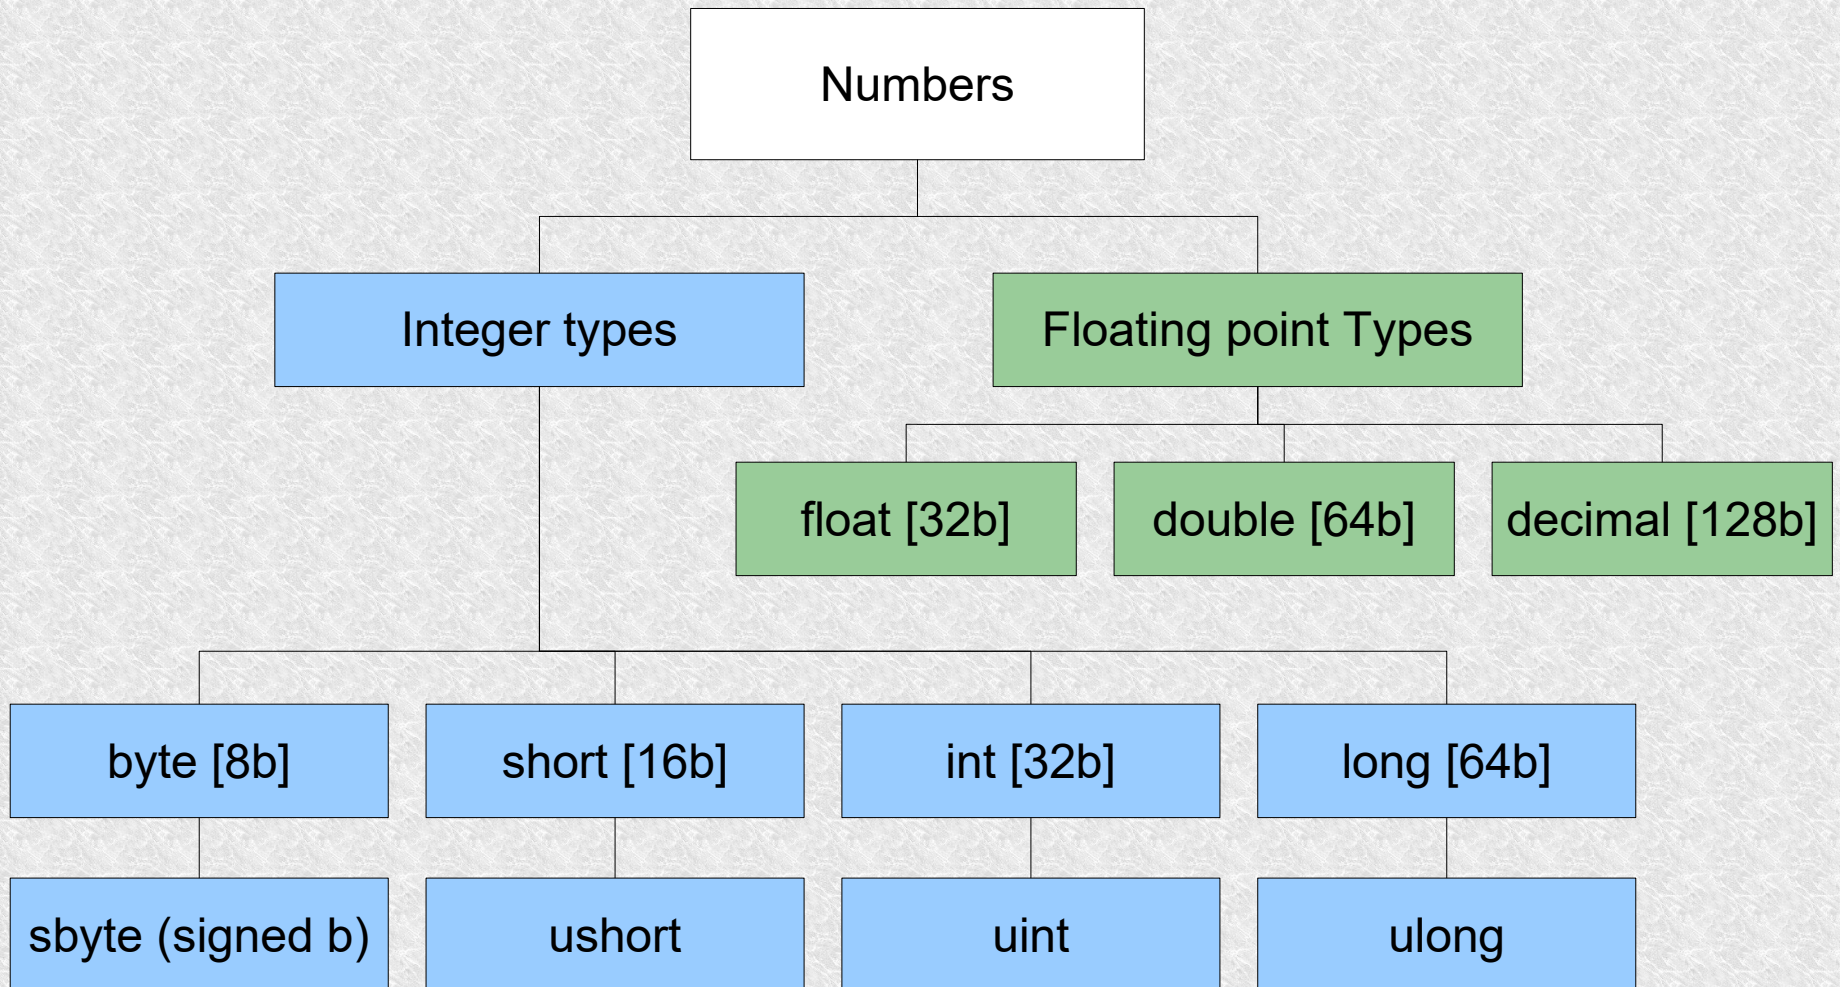 Numbers
Integer types
Floating point Types
float [32b]
double [64b]
decimal [128b]
byte [8b]
short [16b]
int [32b]
long [64b]
sbyte (signed b)
ushort
uint
ulong